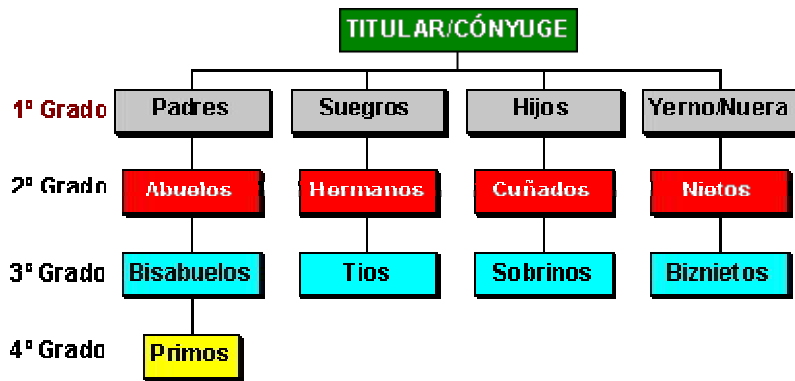 TITULAR/CÓNYUGE
1º Grado Padres Suegros Hijos Yerno/Nuera
2º Grado Abuelos Hermanos Cuñados Nietos
3º Grado Bisabuelos Tios Sobrinos Biznietos
4º Grado Primos